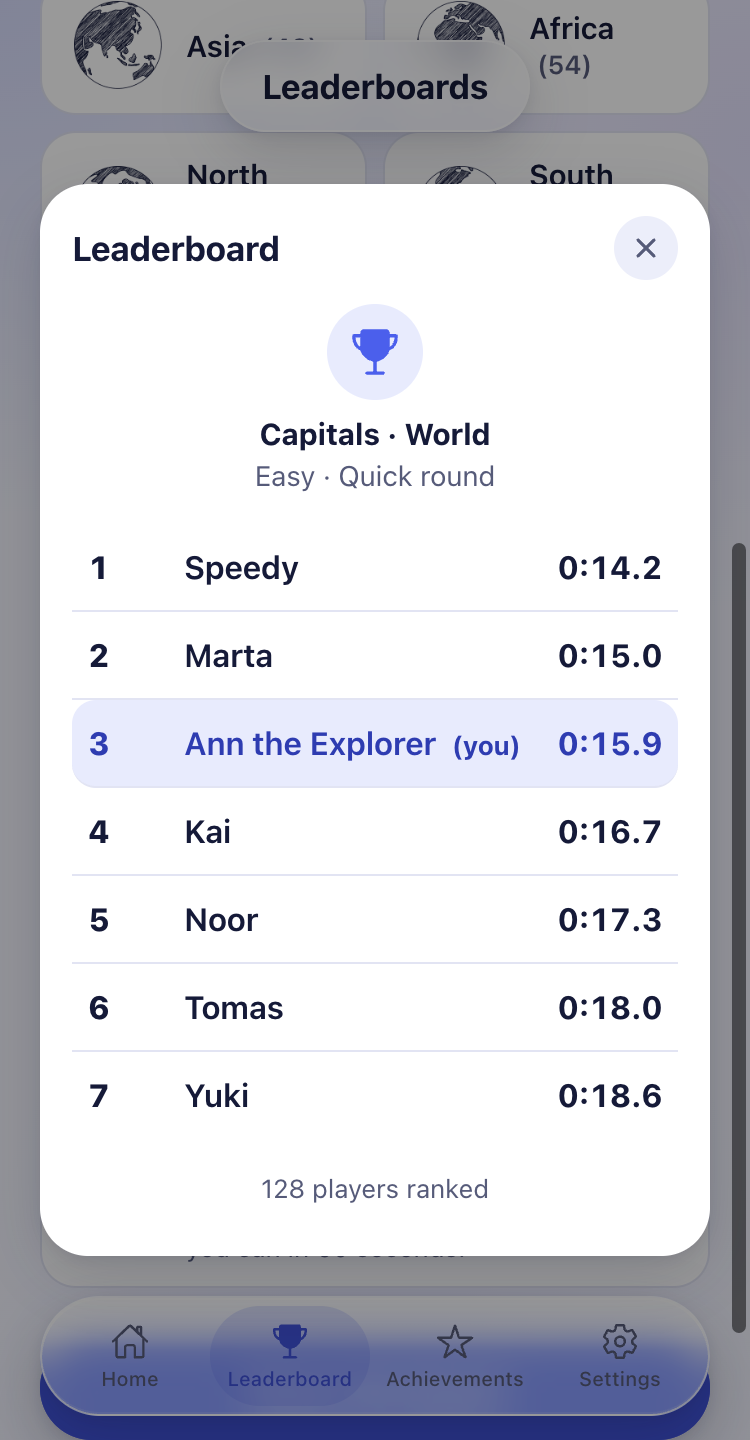 Asia
Africa
(54)
Leaderboards
North
South
Leaderboard
Capitals · World
Easy · Quick round
1 Speedy 0:14.2
2 Marta 0:15.0
3 Ann the Explorer (you) 0:15.9
4 Kai 0:16.7
5 Noor 0:17.3
6 Tomas 0:18.0
7 Yuki 0:18.6
128 players ranked
Home
Leaderboard
Achievements
Settings